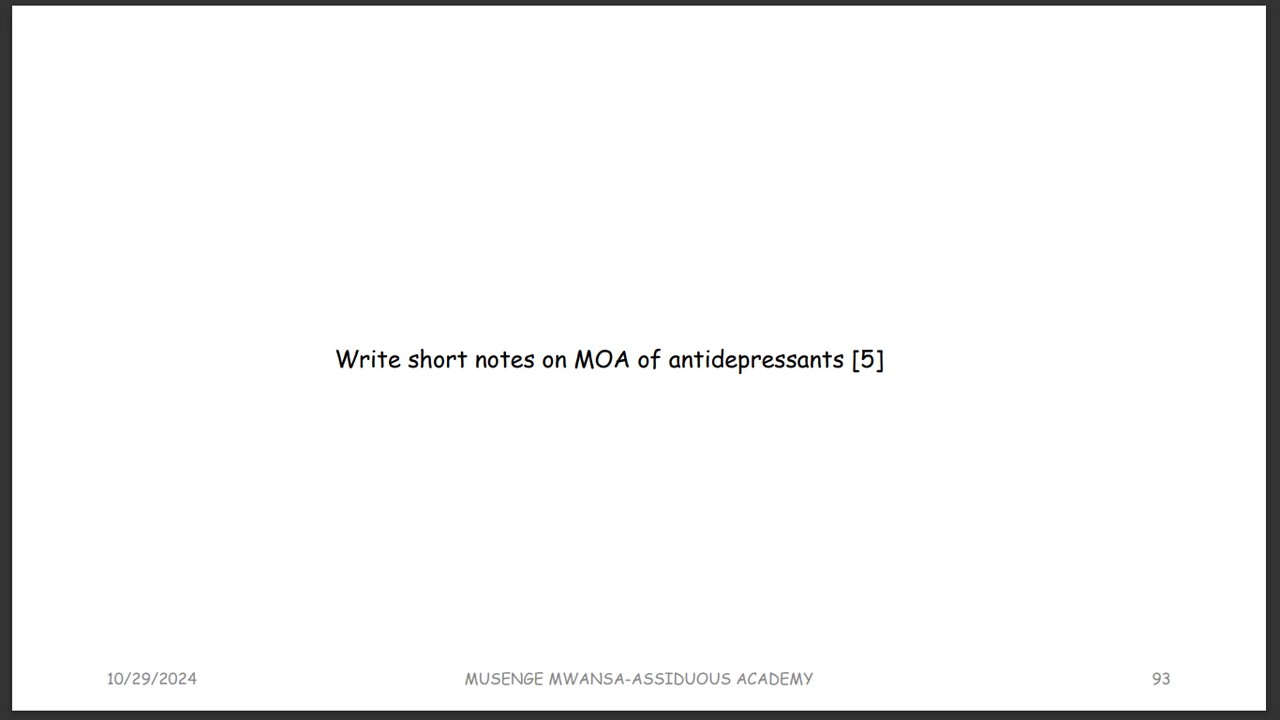 Write short notes on MOA of antidepressants [5]
10/29/2024 MUSENGE MWANSA-ASSIDUOUS ACADEMY 93